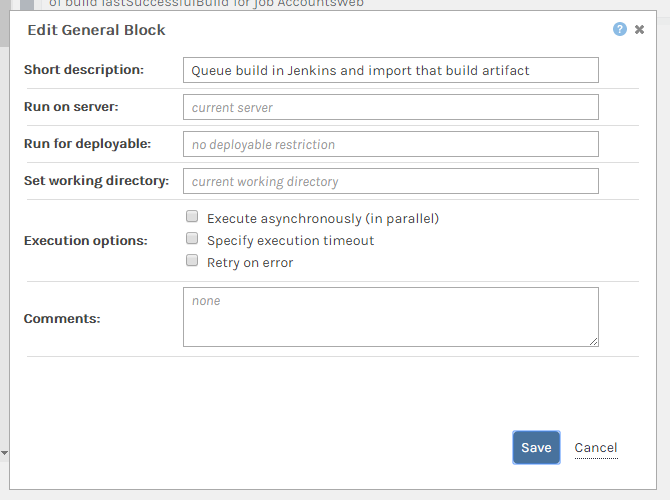 of build lastSuccessfulBuild for job AccountsWeb
Edit General Block
?
Short description: Queue build in Jenkins and import that build artifact
Run on server: current server
Run for deployable: no deployable restriction
Set working directory: current working directory
Execution options:
Execute asynchronously (in parallel)
Specify execution timeout
Retry on error
Comments: none
Save Cancel